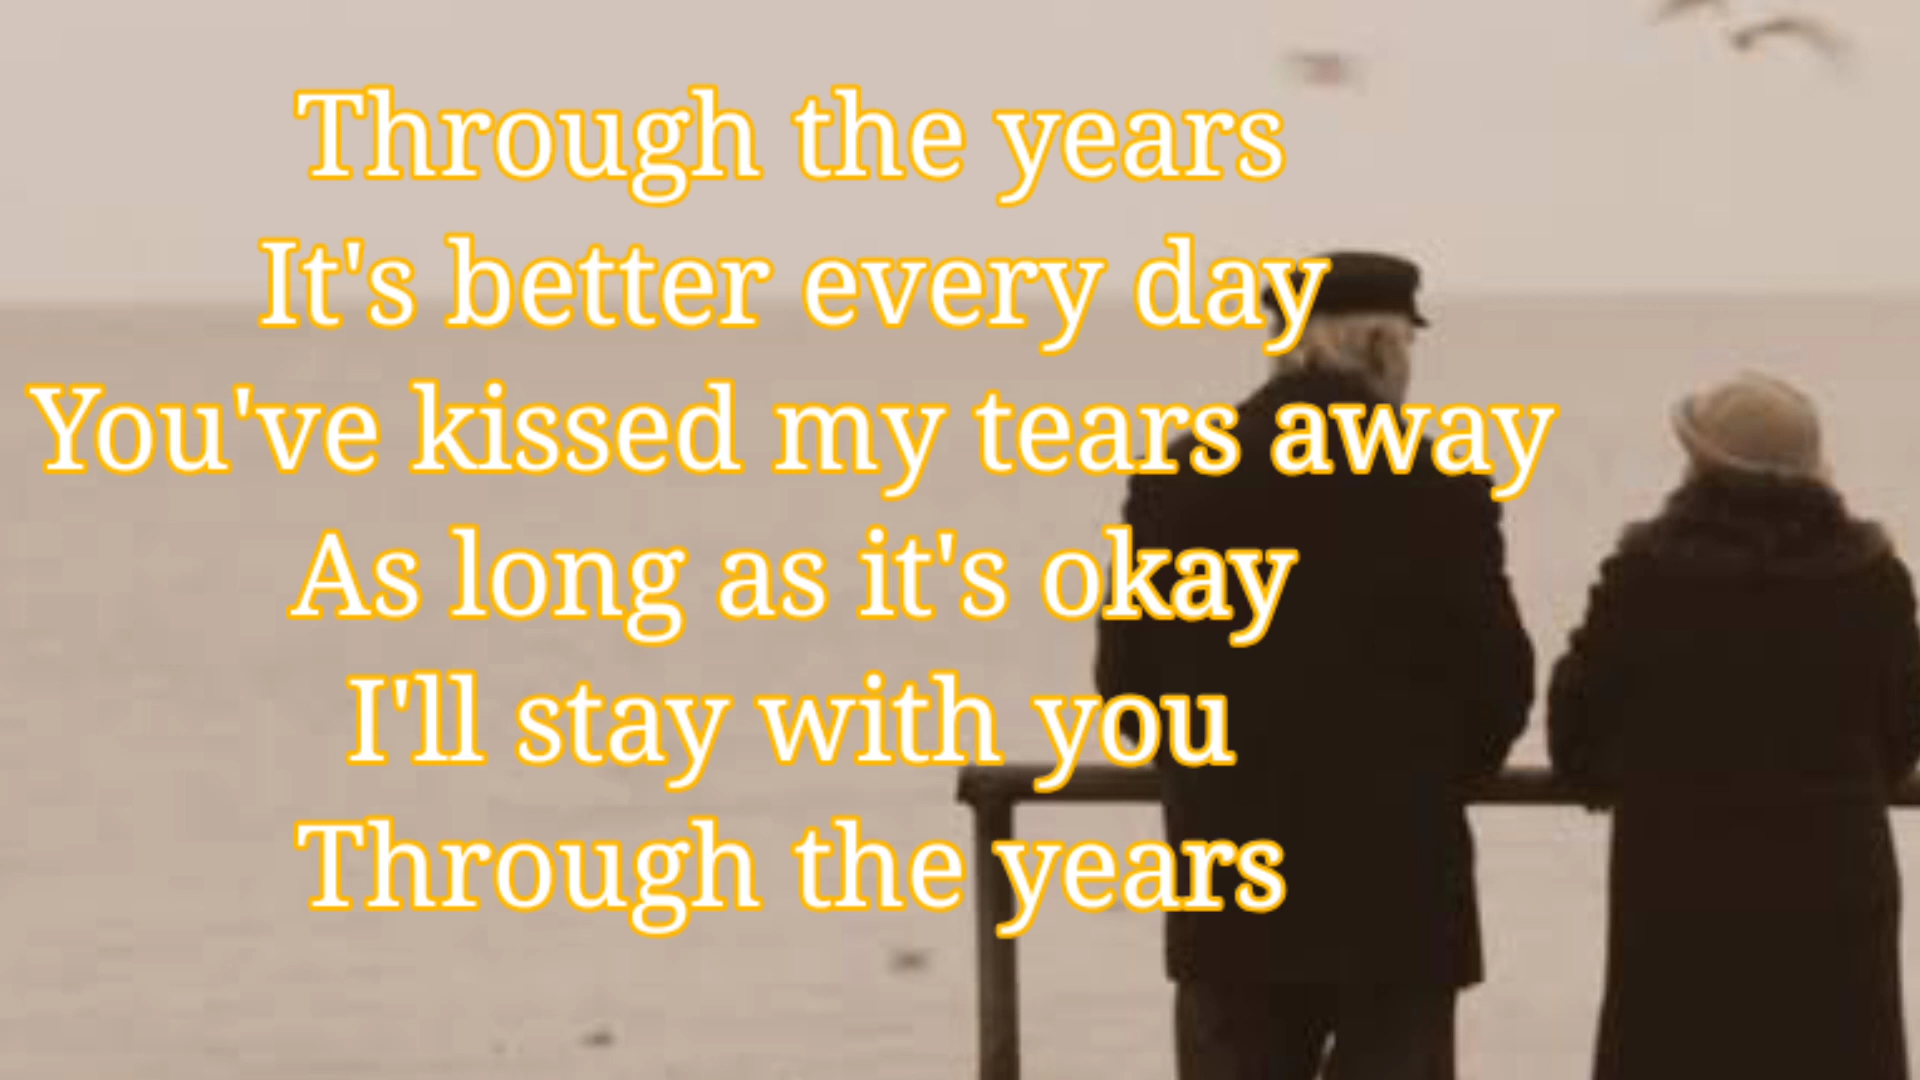 Through the years
It's better every day
You've kissed my tears away
As long as it's okay
I'll stay with you
Through the years